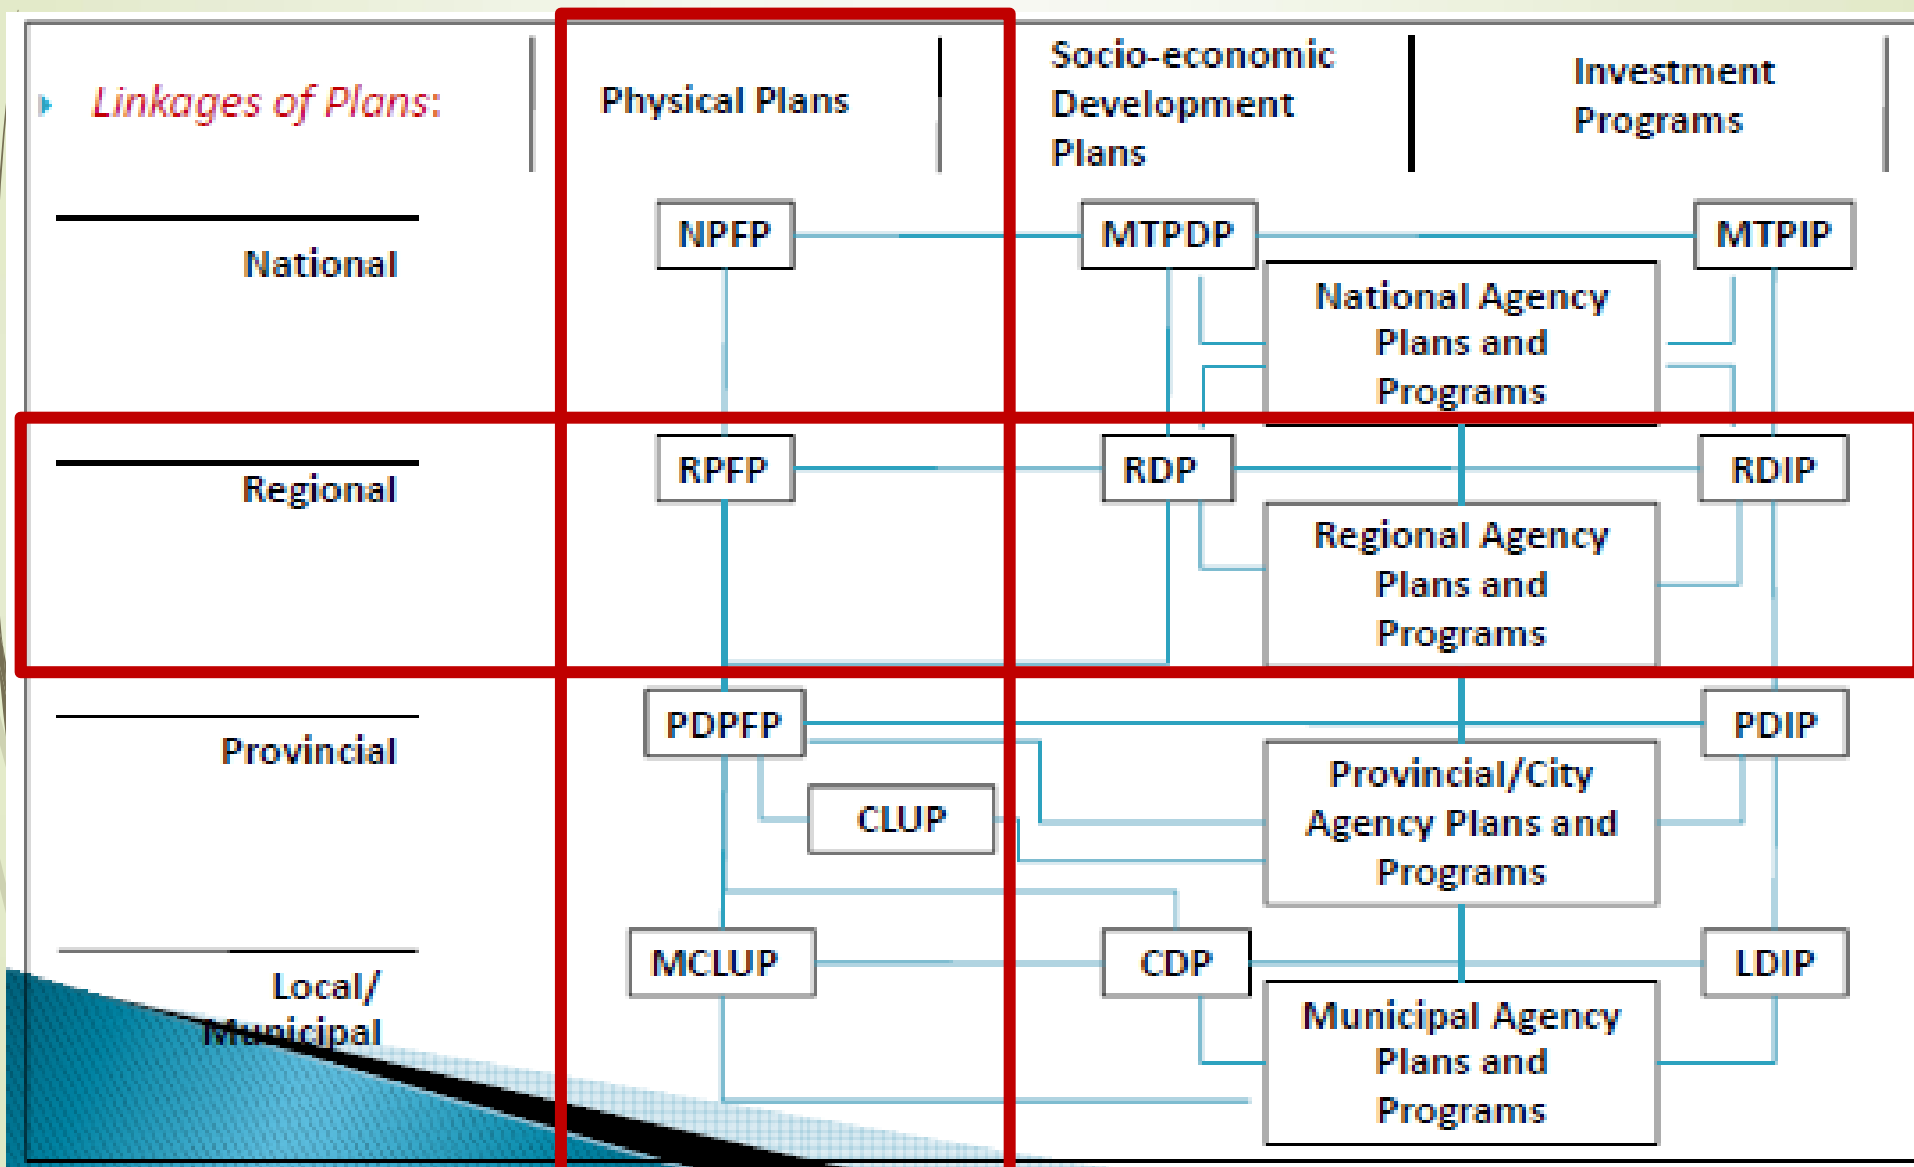 Linkages of Plans:
Physical Plans
Socio-economic
Development
Plans
Investment
Programs
National
NPFP
MTPDP
MTPIP
National Agency
Plans and
Programs
Regional
RPFP
RDP
RDIP
Regional Agency
Plans and
Programs
Provincial
PDPFP
PDIP
CLUP
Provincial/City
Agency Plans and
Programs
Local/
Municipal
MCLUP
CDP
LDIP
Municipal Agency
Plans and
Programs